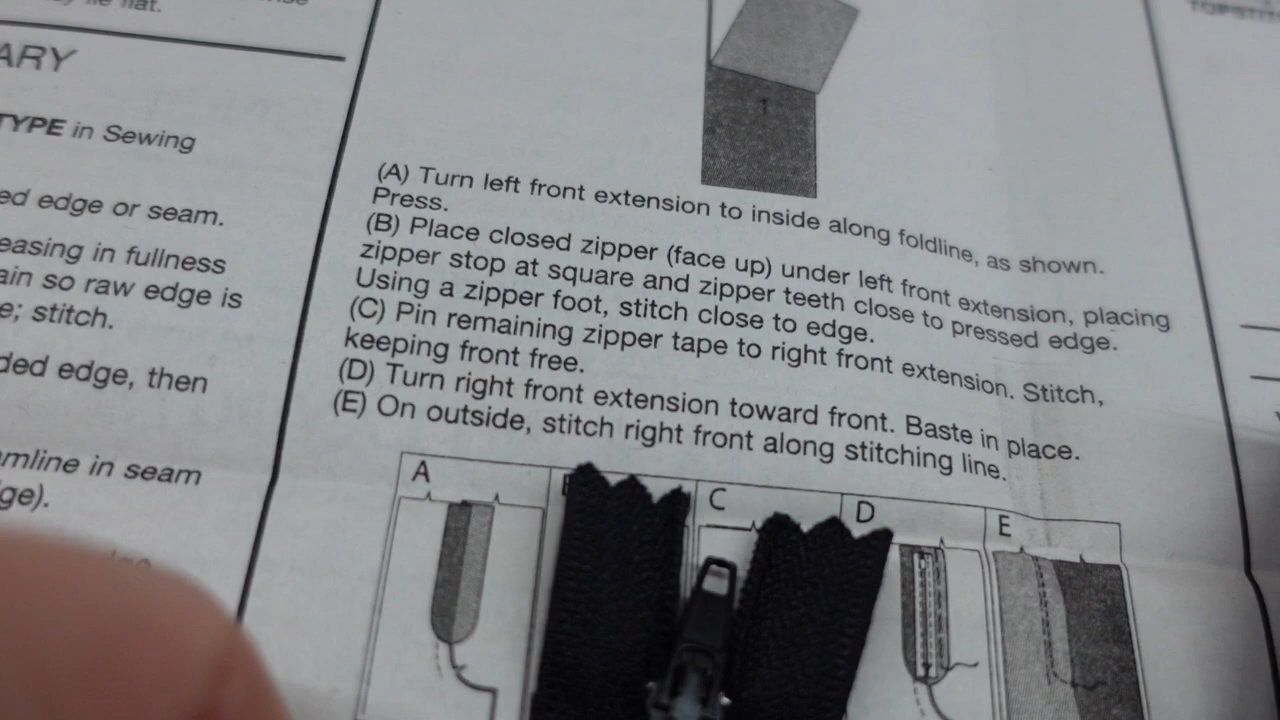 lie flat.
ARY
TYPE in Sewing
ed edge or seam.
easing in fullness
ain so raw edge is
e; stitch.
ded edge, then
mline in seam
ge).
1
(A) Turn left front extension to inside along foldline, as shown.
Press.
(B) Place closed zipper (face up) under left front extension, placing
zipper stop at square and zipper teeth close to pressed edge.
Using a zipper foot, stitch close to edge.
(C) Pin remaining zipper tape to right front extension. Stitch,
keeping front free.
(D) Turn right front extension toward front. Baste in place.
(E) On outside, stitch right front along stitching line.
A
C
D
E